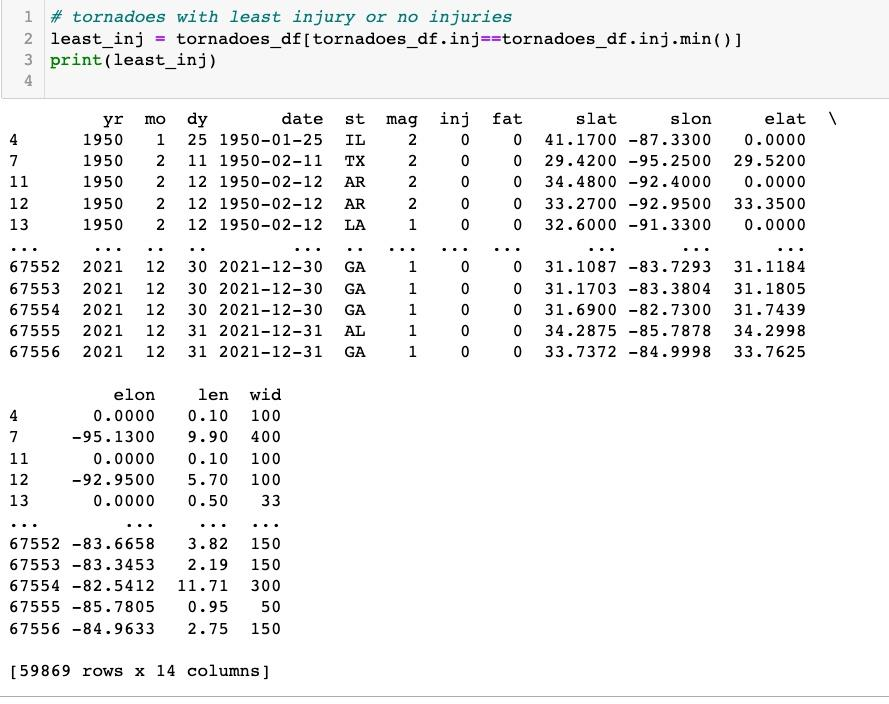 1 # tornadoes with least injury or no injuries
2 least_inj = tornadoes_df[tornadoes_df.inj==tornadoes_df.inj.min()]
3 print(least_inj)
4
yr mo dy date st mag inj fat slat slon elat \
4 1950 1 25 1950-01-25 IL 2 0 0 41.1700 -87.3300 0.0000
7 1950 2 11 1950-02-11 TX 2 0 0 29.4200 -95.2500 29.5200
11 1950 2 12 1950-02-12 AR 2 0 0 34.4800 -92.4000 0.0000
12 1950 2 12 1950-02-12 AR 2 0 0 33.2700 -92.9500 33.3500
13 1950 2 12 1950-02-12 LA 1 0 0 32.6000 -91.3300 0.0000
... ... .. .. ... .. ... ... ... ... ... ...
67552 2021 12 30 2021-12-30 GA 1 0 0 31.1087 -83.7293 31.1184
67553 2021 12 30 2021-12-30 GA 1 0 0 31.1703 -83.3804 31.1805
67554 2021 12 30 2021-12-30 GA 1 0 0 31.6900 -82.7300 31.7439
67555 2021 12 31 2021-12-31 AL 1 0 0 34.2875 -85.7878 34.2998
67556 2021 12 31 2021-12-31 GA 1 0 0 33.7372 -84.9998 33.7625
elon len wid
4 0.0000 0.10 100
7 -95.1300 9.90 400
11 0.0000 0.10 100
12 -92.9500 5.70 100
13 0.0000 0.50 33
... ... ... ...
67552 -83.6658 3.82 150
67553 -83.3453 2.19 150
67554 -82.5412 11.71 300
67555 -85.7805 0.95 50
67556 -84.9633 2.75 150
[59869 rows x 14 columns]